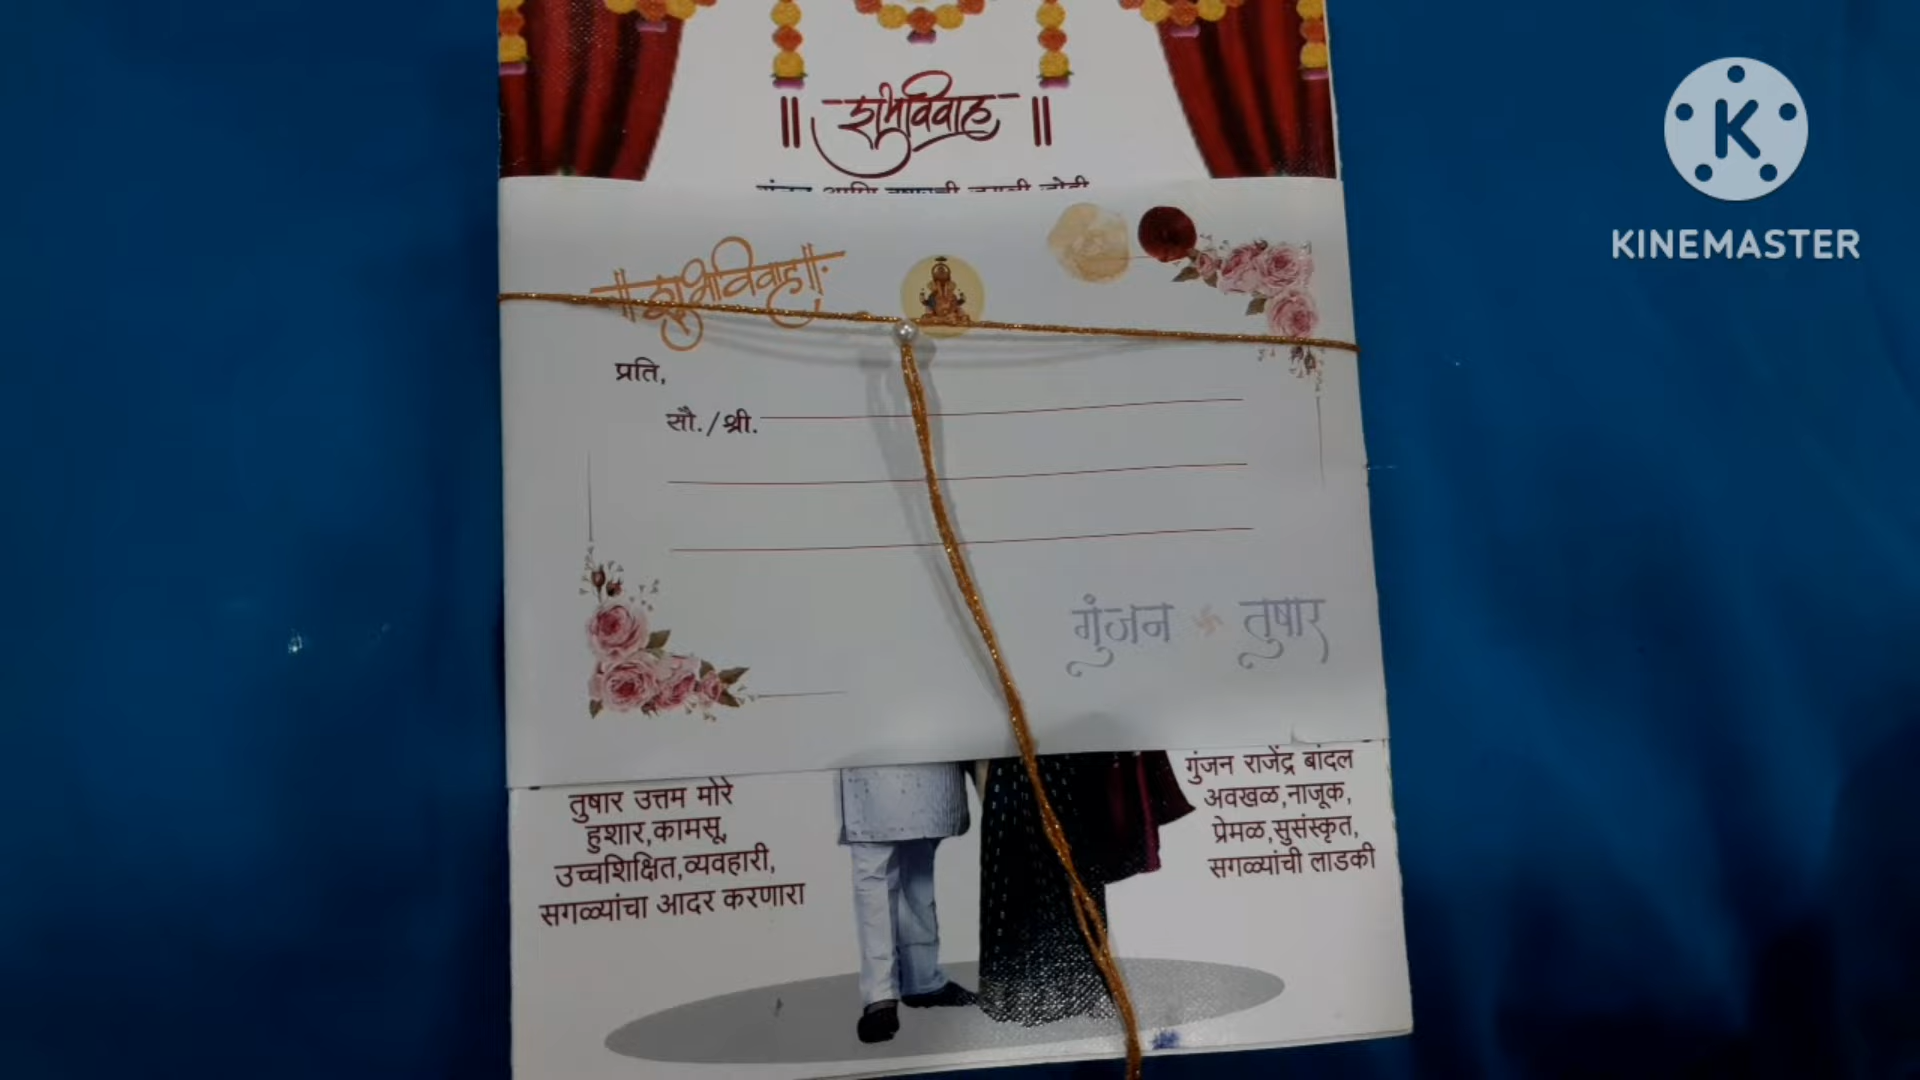 ॥ शुभविवाह ॥
॥ शुभविवाह ॥
प्रति,
सौ./श्री.
गुंजन 卐 तुषार
तुषार उत्तम मोरे
हुशार,कामसू,
उच्चशिक्षित,व्यवहारी,
सगळ्यांचा आदर करणारा
गुंजन राजेंद्र बांदल
अवखळ,नाजूक,
प्रेमळ,सुसंस्कृत,
सगळ्यांची लाडकी
K
KINEMASTER